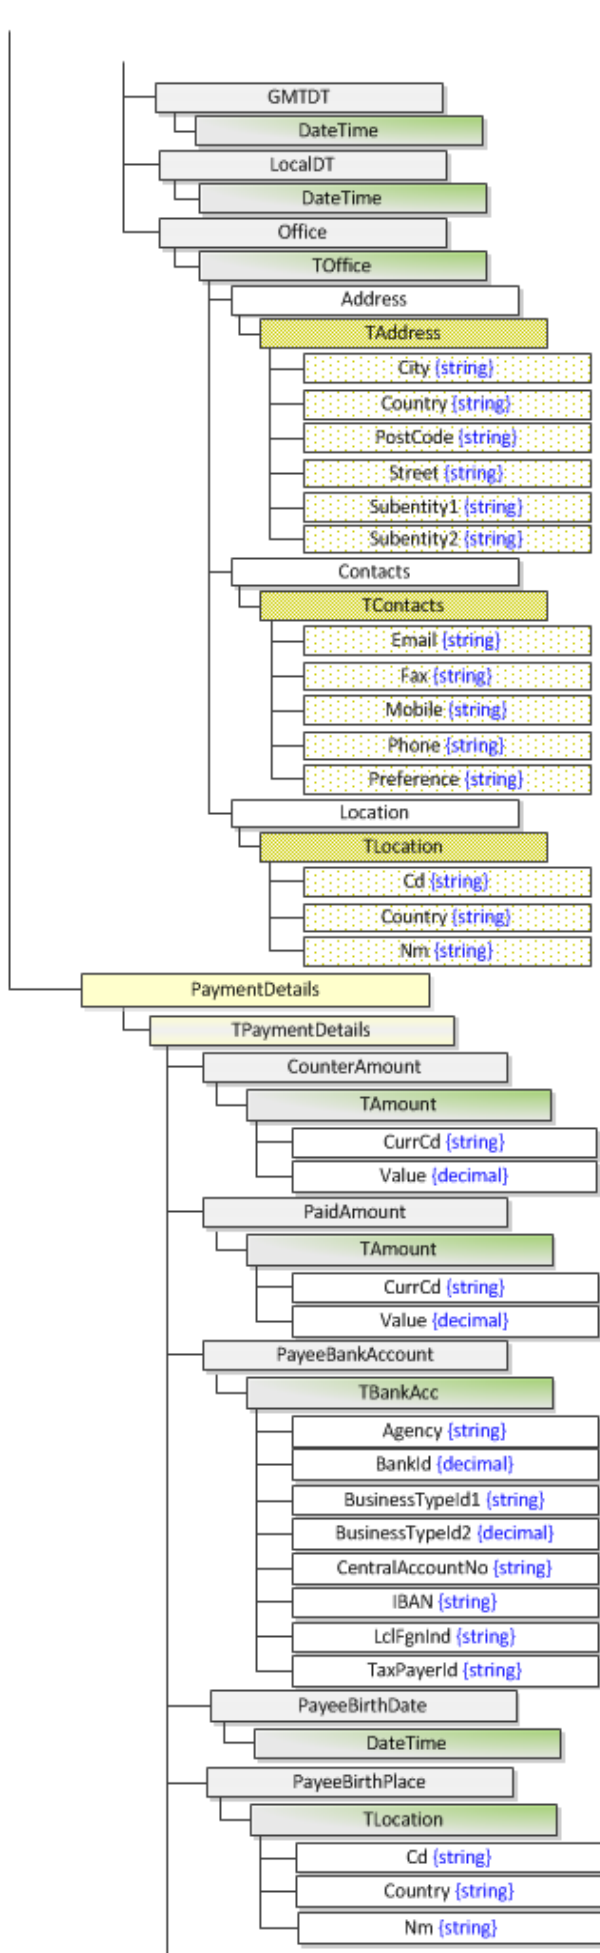 GMTDT
DateTime
LocalDT
DateTime
Office
TOffice
Address
TAddress
City {string}
Country {string}
PostCode {string}
Street {string}
Subentity1 {string}
Subentity2 {string}
Contacts
TContacts
Email {string}
Fax {string}
Mobile {string}
Phone {string}
Preference {string}
Location
TLocation
Cd {string}
Country {string}
Nm {string}
PaymentDetails
TPaymentDetails
CounterAmount
TAmount
CurrCd {string}
Value {decimal}
PaidAmount
TAmount
CurrCd {string}
Value {decimal}
PayeeBankAccount
TBankAcc
Agency {string}
BankId {decimal}
BusinessTypeId1 {string}
BusinessTypeId2 {decimal}
CentralAccountNo {string}
IBAN {string}
LclFgnInd {string}
TaxPayerId {string}
PayeeBirthDate
DateTime
PayeeBirthPlace
TLocation
Cd {string}
Country {string}
Nm {string}